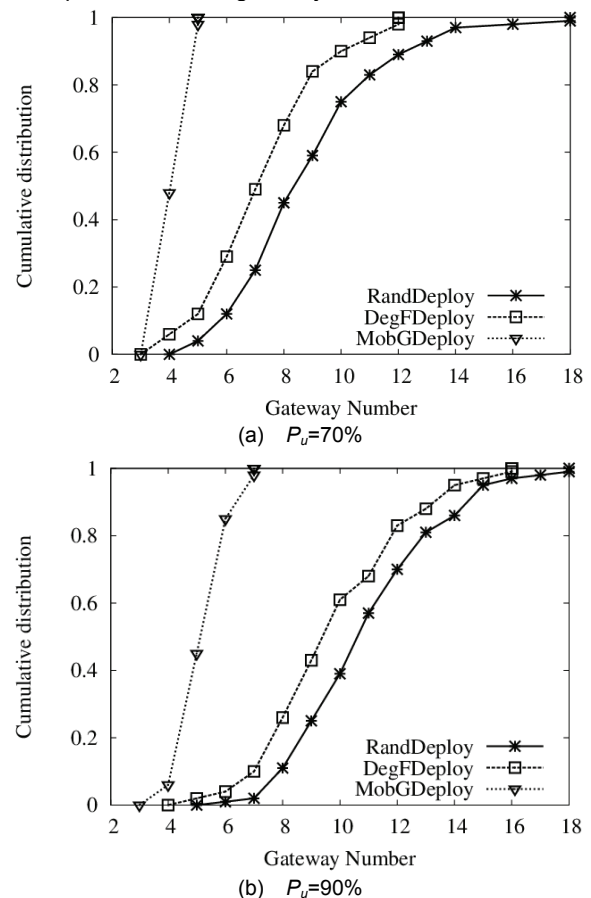 1
0.8
0.6
0.4
0.2
0
Cumulative distribution
RandDeploy
DegFDeploy
MobGDeploy
2 4 6 8 10 12 14 16 18
Gateway Number
(a) Pu=70%
1
0.8
0.6
0.4
0.2
0
Cumulative distribution
RandDeploy
DegFDeploy
MobGDeploy
2 4 6 8 10 12 14 16 18
Gateway Number
(b) Pu=90%